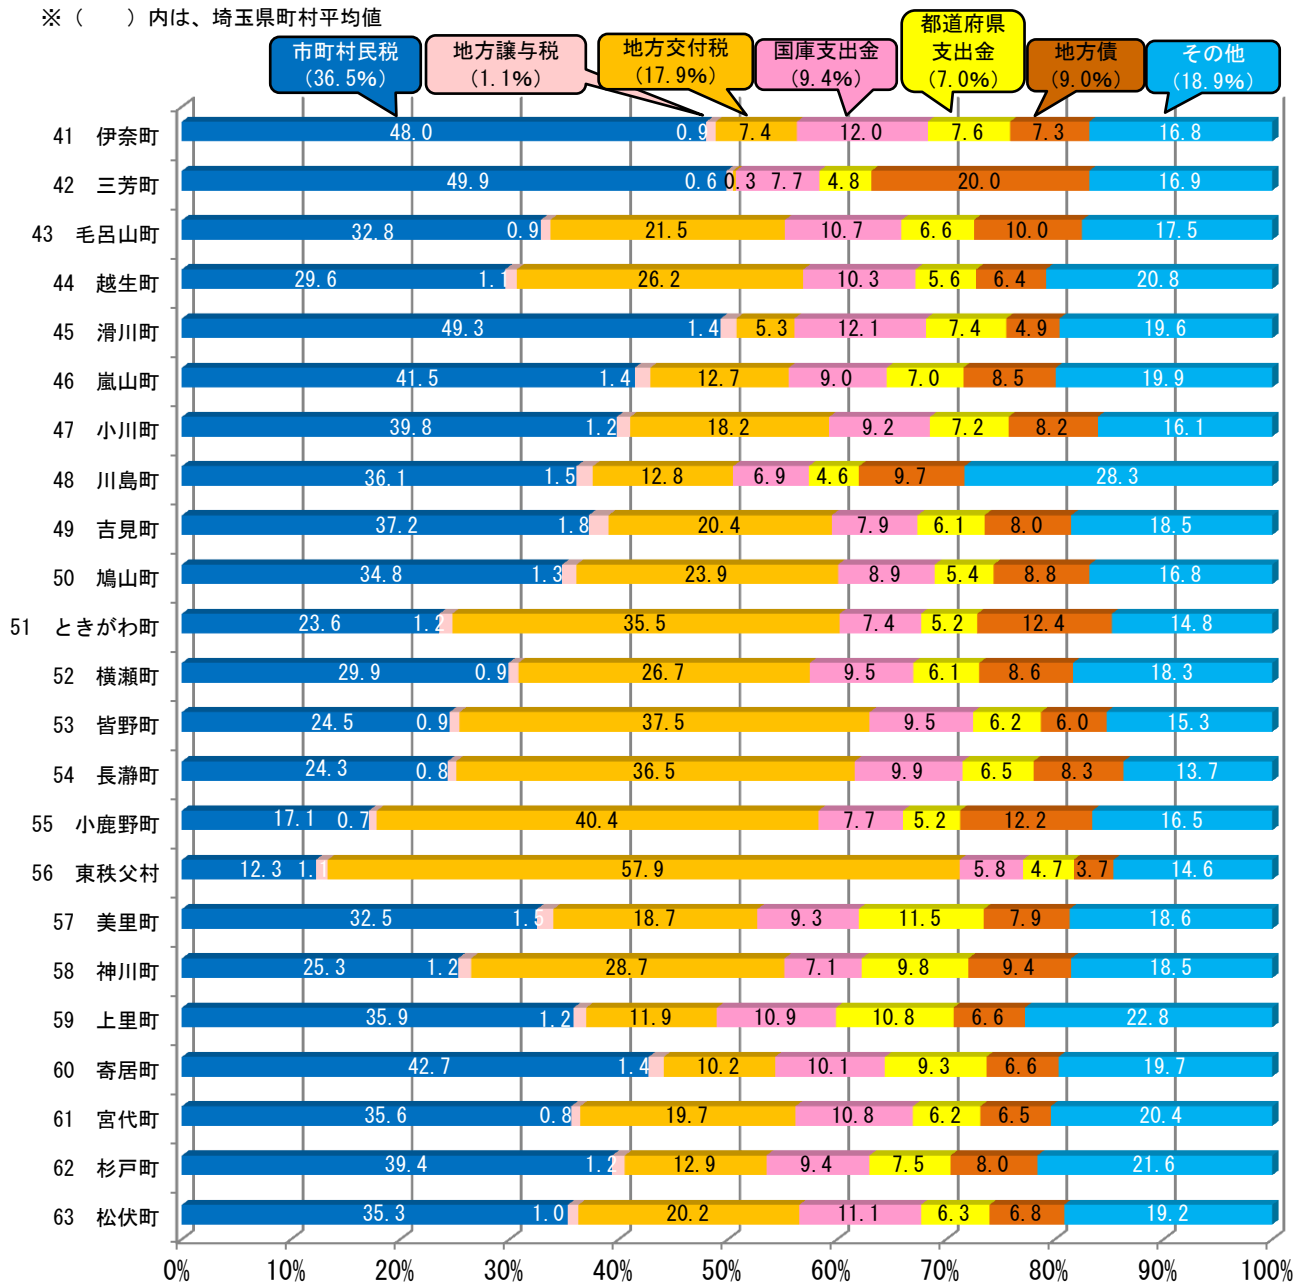 ※（　　）内は、埼玉県町村平均値
市町村民税
(36.5%)
地方譲与税
(1.1%)
地方交付税
(17.9%)
国庫支出金
(9.4%)
都道府県
支出金
(7.0%)
地方債
(9.0%)
その他
(18.9%)
41　伊奈町 48.0 0.9 7.4 12.0 7.6 7.3 16.8
42　三芳町 49.9 0.6 0.3 7.7 4.8 20.0 16.9
43　毛呂山町 32.8 0.9 21.5 10.7 6.6 10.0 17.5
44　越生町 29.6 1.1 26.2 10.3 5.6 6.4 20.8
45　滑川町 49.3 1.4 5.3 12.1 7.4 4.9 19.6
46　嵐山町 41.5 1.4 12.7 9.0 7.0 8.5 19.9
47　小川町 39.8 1.2 18.2 9.2 7.2 8.2 16.1
48　川島町 36.1 1.5 12.8 6.9 4.6 9.7 28.3
49　吉見町 37.2 1.8 20.4 7.9 6.1 8.0 18.5
50　鳩山町 34.8 1.3 23.9 8.9 5.4 8.8 16.8
51　ときがわ町 23.6 1.2 35.5 7.4 5.2 12.4 14.8
52　横瀬町 29.9 0.9 26.7 9.5 6.1 8.6 18.3
53　皆野町 24.5 0.9 37.5 9.5 6.2 6.0 15.3
54　長瀞町 24.3 0.8 36.5 9.9 6.5 8.3 13.7
55　小鹿野町 17.1 0.7 40.4 7.7 5.2 12.2 16.5
56　東秩父村 12.3 1.1 57.9 5.8 4.7 3.7 14.6
57　美里町 32.5 1.5 18.7 9.3 11.5 7.9 18.6
58　神川町 25.3 1.2 28.7 7.1 9.8 9.4 18.5
59　上里町 35.9 1.2 11.9 10.9 10.8 6.6 22.8
60　寄居町 42.7 1.4 10.2 10.1 9.3 6.6 19.7
61　宮代町 35.6 0.8 19.7 10.8 6.2 6.5 20.4
62　杉戸町 39.4 1.2 12.9 9.4 7.5 8.0 21.6
63　松伏町 35.3 1.0 20.2 11.1 6.3 6.8 19.2
0% 10% 20% 30% 40% 50% 60% 70% 80% 90% 100%